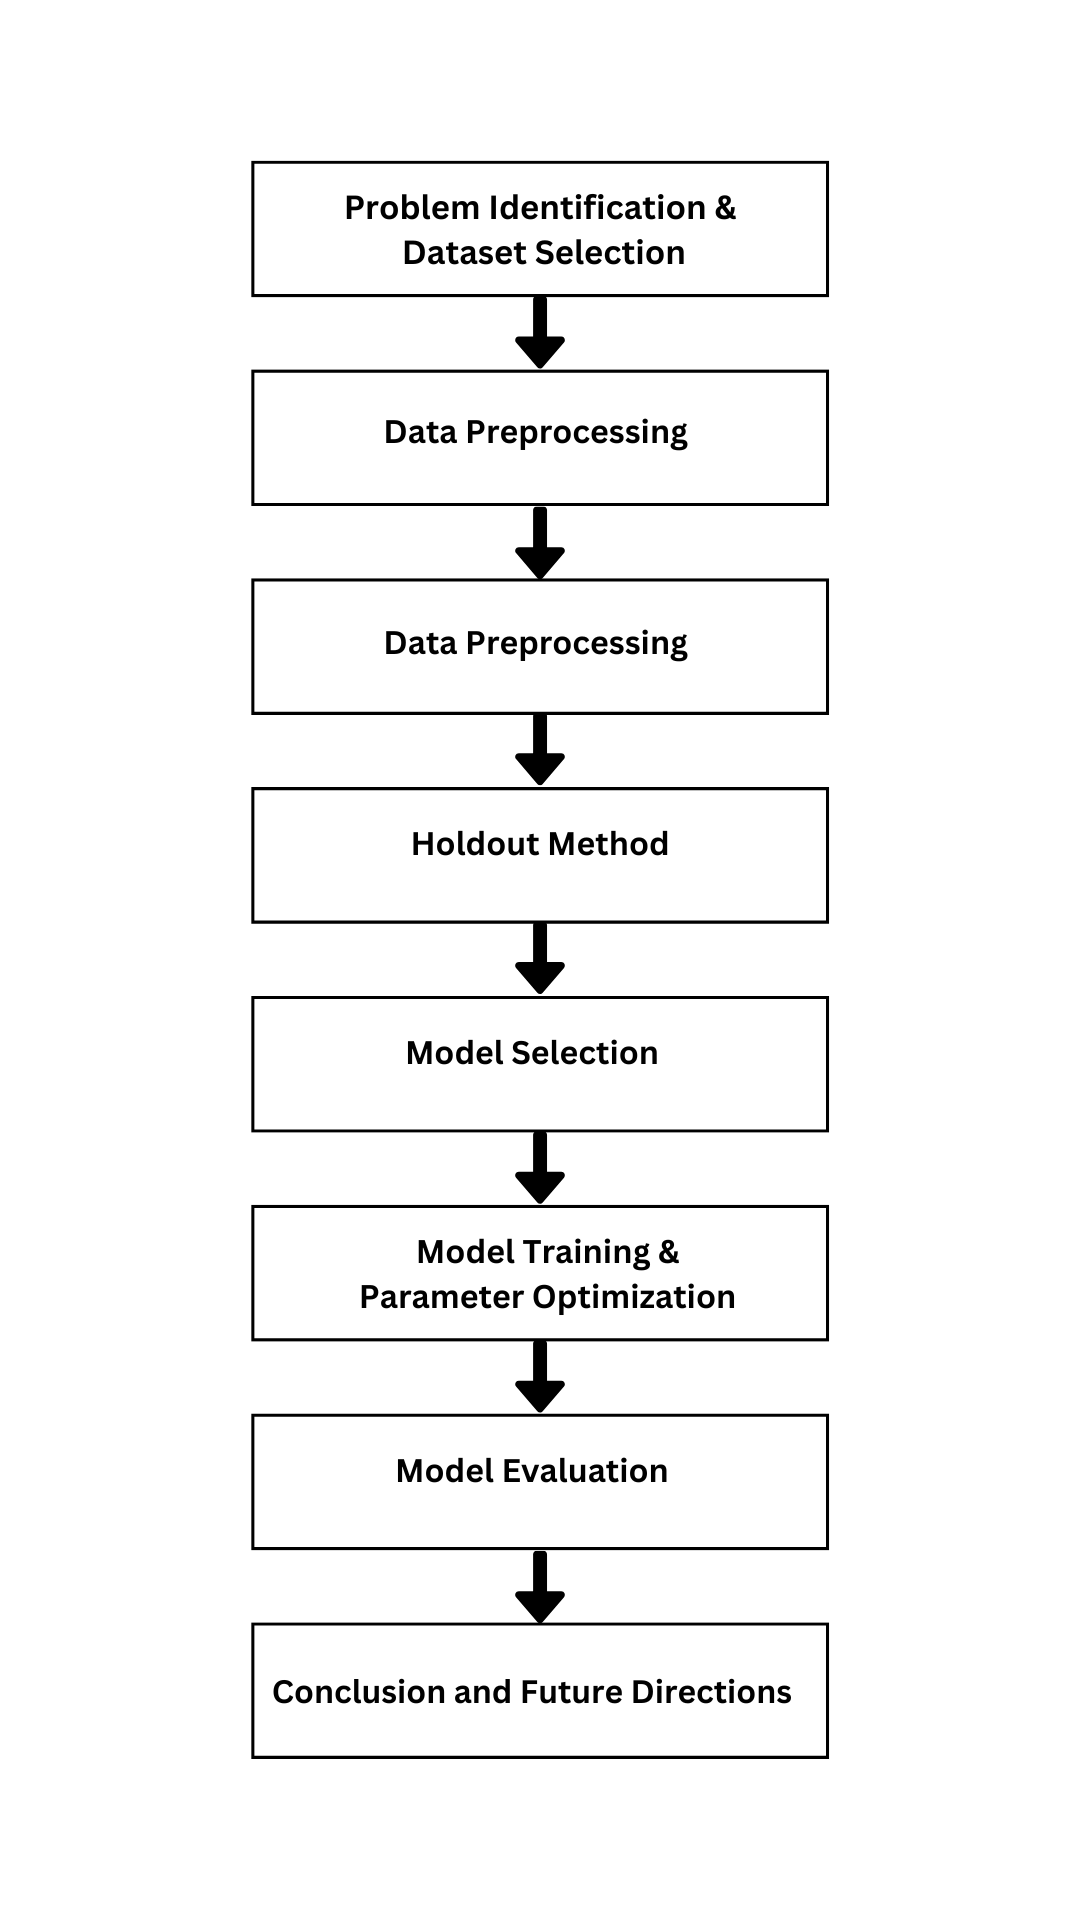 Problem Identification &
Dataset Selection
Data Preprocessing
Data Preprocessing
Holdout Method
Model Selection
Model Training &
Parameter Optimization
Model Evaluation
Conclusion and Future Directions